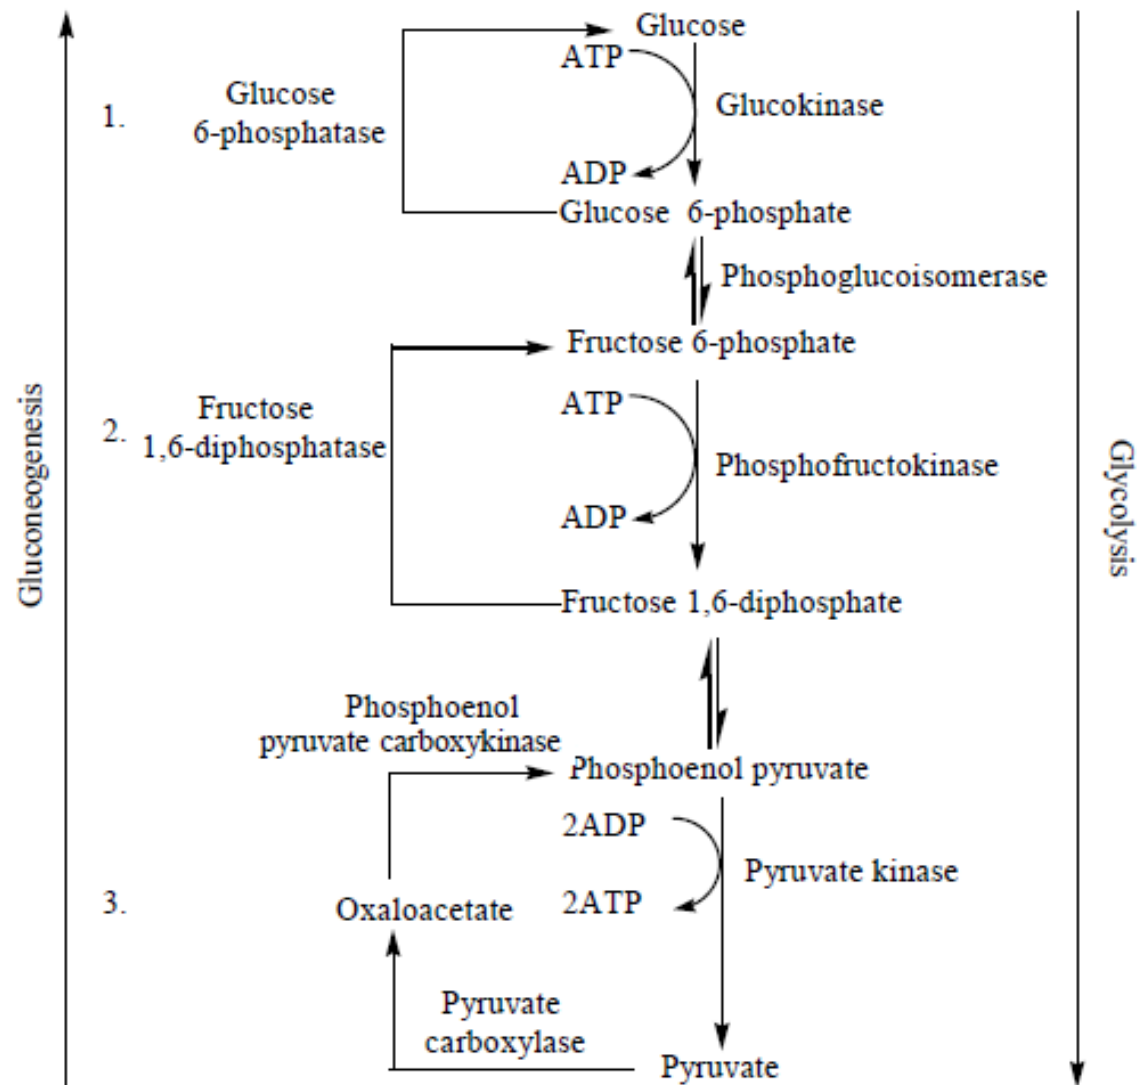 Glucose
ATP
1.
Glucose
6-phosphatase
Glucokinase
ADP
Glucose 6-phosphate
Phosphoglucoisomerase
Fructose 6-phosphate
ATP
2.
Fructose
1,6-diphosphatase
Phosphofructokinase
ADP
Fructose 1,6-diphosphate
Phosphoenol
pyruvate carboxykinase
Phosphoenol pyruvate
2ADP
Pyruvate kinase
3.
Oxaloacetate
2ATP
Pyruvate
carboxylase
Pyruvate
Gluconeogenesis
Glycolysis